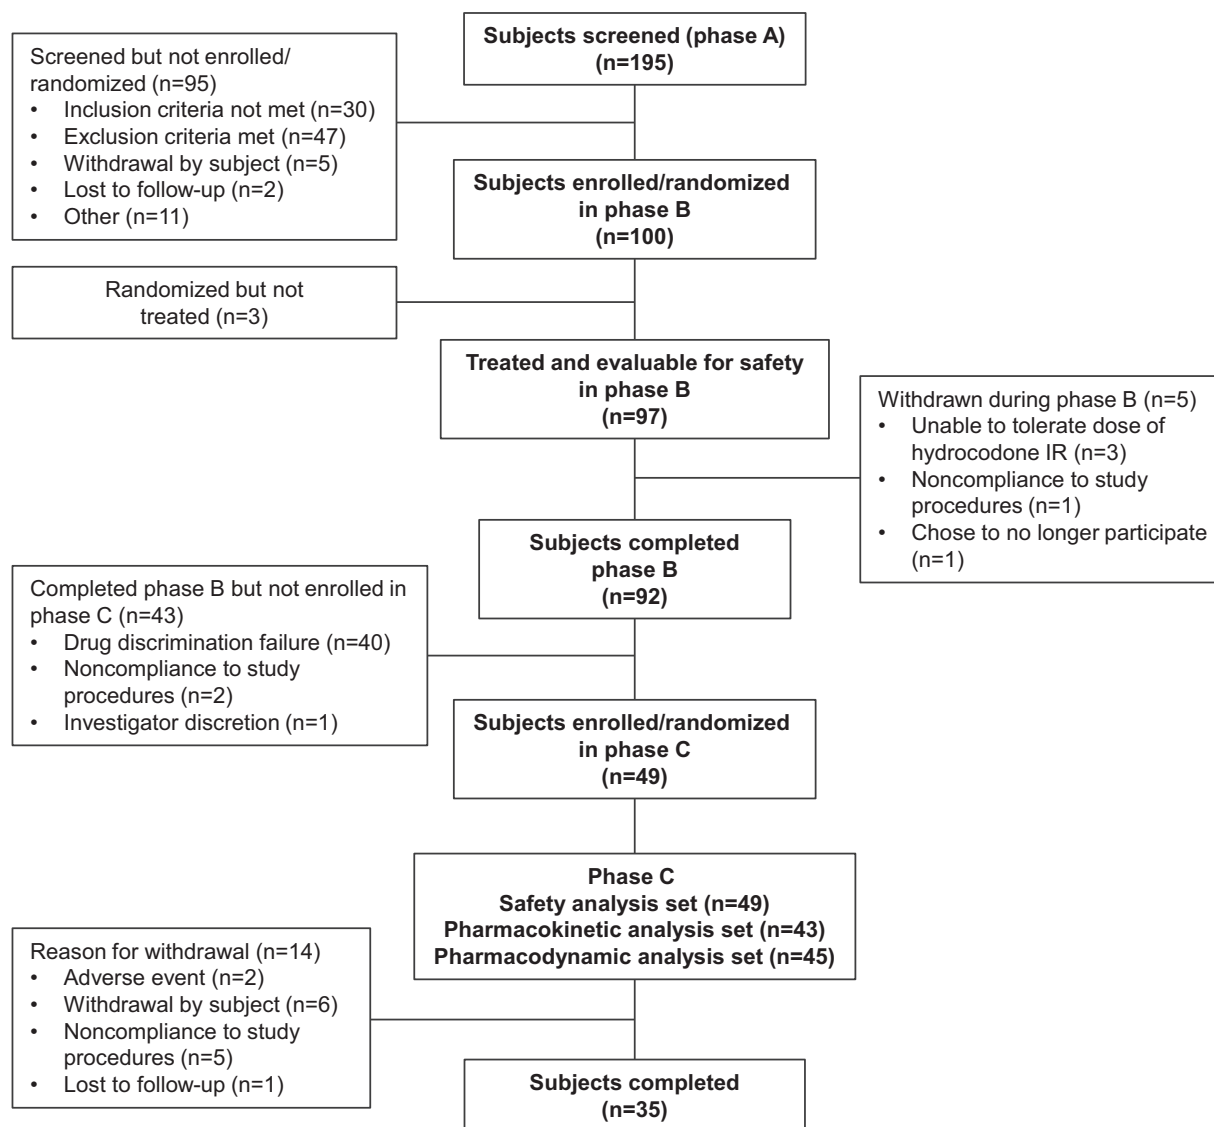 Subjects screened (phase A)
(n=195)
Screened but not enrolled/
randomized (n=95)
• Inclusion criteria not met (n=30)
• Exclusion criteria met (n=47)
• Withdrawal by subject (n=5)
• Lost to follow-up (n=2)
• Other (n=11)
Subjects enrolled/randomized
in phase B
(n=100)
Randomized but not
treated (n=3)
Treated and evaluable for safety
in phase B
(n=97)
Withdrawn during phase B (n=5)
• Unable to tolerate dose of
hydrocodone IR (n=3)
• Noncompliance to study
procedures (n=1)
• Chose to no longer participate
(n=1)
Subjects completed
phase B
(n=92)
Completed phase B but not enrolled in
phase C (n=43)
• Drug discrimination failure (n=40)
• Noncompliance to study
procedures (n=2)
• Investigator discretion (n=1)
Subjects enrolled/randomized
in phase C
(n=49)
Phase C
Safety analysis set (n=49)
Pharmacokinetic analysis set (n=43)
Pharmacodynamic analysis set (n=45)
Reason for withdrawal (n=14)
• Adverse event (n=2)
• Withdrawal by subject (n=6)
• Noncompliance to study
procedures (n=5)
• Lost to follow-up (n=1)
Subjects completed
(n=35)